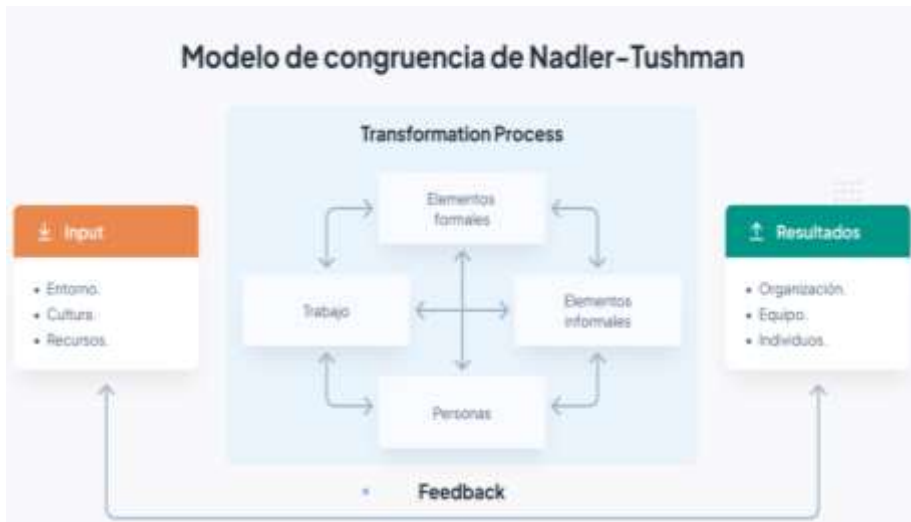 Modelo de congruencia de Nadler-Tushman
Transformation Process
Elementos
formales
Input
• Entorno.
• Cultura.
• Recursos.
Trabajo
Elementos
informales
Personas
Resultados
• Organización.
• Equipo.
• Individuos.
Feedback